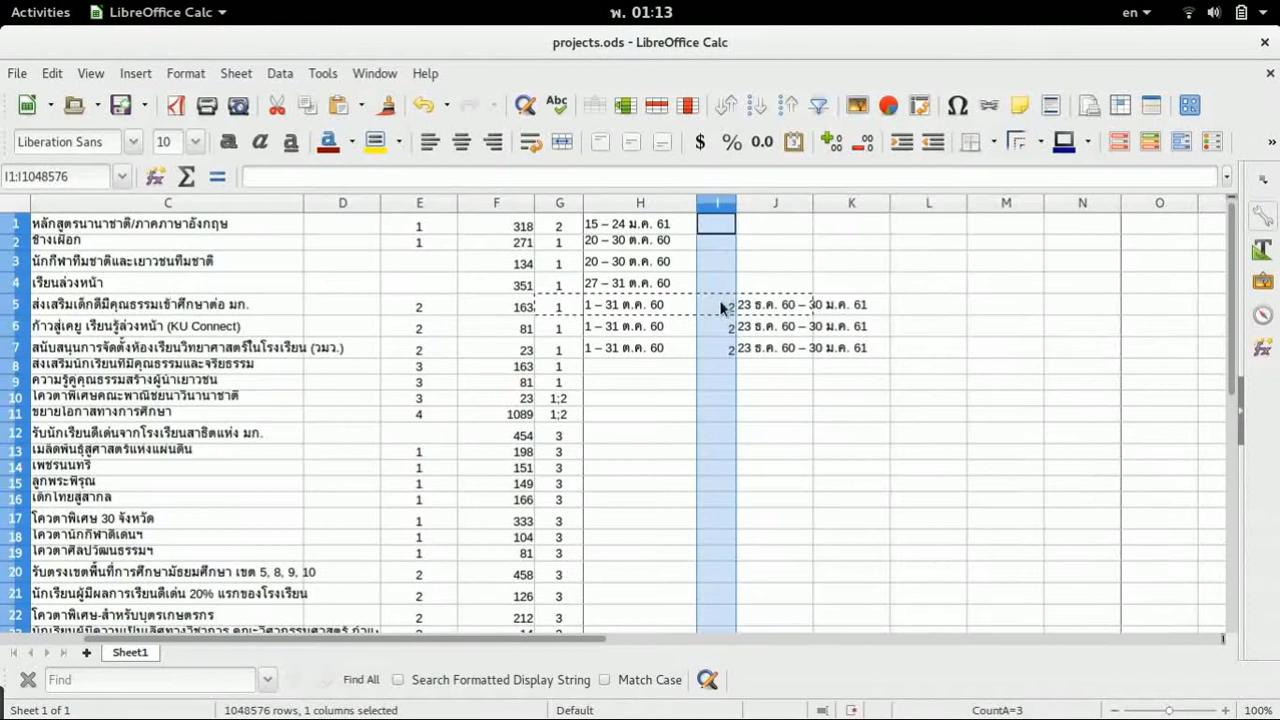 Activities LibreOffice Calc พ. 01:13 en
projects.ods - LibreOffice Calc
File Edit View Insert Format Sheet Data Tools Window Help
Abc
Liberation Sans 10 a a a a $ % 0.0
I1:I1048576
C D E F G H I J K L M N O
1 หลักสูตรนานาชาติ/ภาคภาษาอังกฤษ 1 318 2 15 – 24 ม.ค. 61
2 ช้างเผือก 1 271 1 20 – 30 ต.ค. 60
3 นักกีฬาทีมชาติและเยาวชนทีมชาติ 134 1 20 – 30 ต.ค. 60
4 เรียนล่วงหน้า 351 1 27 – 31 ต.ค. 60
5 ส่งเสริมเด็กดีมีคุณธรรมเข้าศึกษาต่อ มก. 2 163 1 1 – 31 ต.ค. 60 2 23 ธ.ค. 60 – 30 ม.ค. 61
6 ก้าวสู่เคยู เรียนรู้ล่วงหน้า (KU Connect) 2 81 1 1 – 31 ต.ค. 60 2 23 ธ.ค. 60 – 30 ม.ค. 61
7 สนับสนุนการจัดตั้งห้องเรียนวิทยาศาสตร์ในโรงเรียน (วมว.) 2 23 1 1 – 31 ต.ค. 60 2 23 ธ.ค. 60 – 30 ม.ค. 61
8 ส่งเสริมนักเรียนที่มีคุณธรรมและจริยธรรม 3 163 1
9 ความรู้คู่คุณธรรมสร้างผู้นำเยาวชน 3 81 1
10 โควตาพิเศษคณะพาณิชยนาวีนานาชาติ 3 23 1;2
11 ขยายโอกาสทางการศึกษา 4 1089 1;2
12 รับนักเรียนดีเด่นจากโรงเรียนสาธิตแห่ง มก. 454 3
13 เมล็ดพันธุ์สู่ศาสตร์แห่งแผ่นดิน 1 198 3
14 เพชรนนทรี 1 151 3
15 ลูกพระพิรุณ 1 149 3
16 เด็กไทยสู่สากล 1 166 3
17 โควตาพิเศษ 30 จังหวัด 1 333 3
18 โควตานักกีฬาดีเด่นฯ 1 104 3
19 โควตาศิลปวัฒนธรรมฯ 1 81 3
20 รับตรงเขตพื้นที่การศึกษามัธยมศึกษา เขต 5, 8, 9, 10 2 458 3
21 นักเรียนผู้มีผลการเรียนดีเด่น 20% แรกของโรงเรียน 2 126 3
22 โควตาพิเศษ-สำหรับบุตรเกษตรกร 2 212 3
Sheet1
Find Find All Search Formatted Display String Match Case
Sheet 1 of 1 1048576 rows, 1 columns selected Default CountA=3 100%